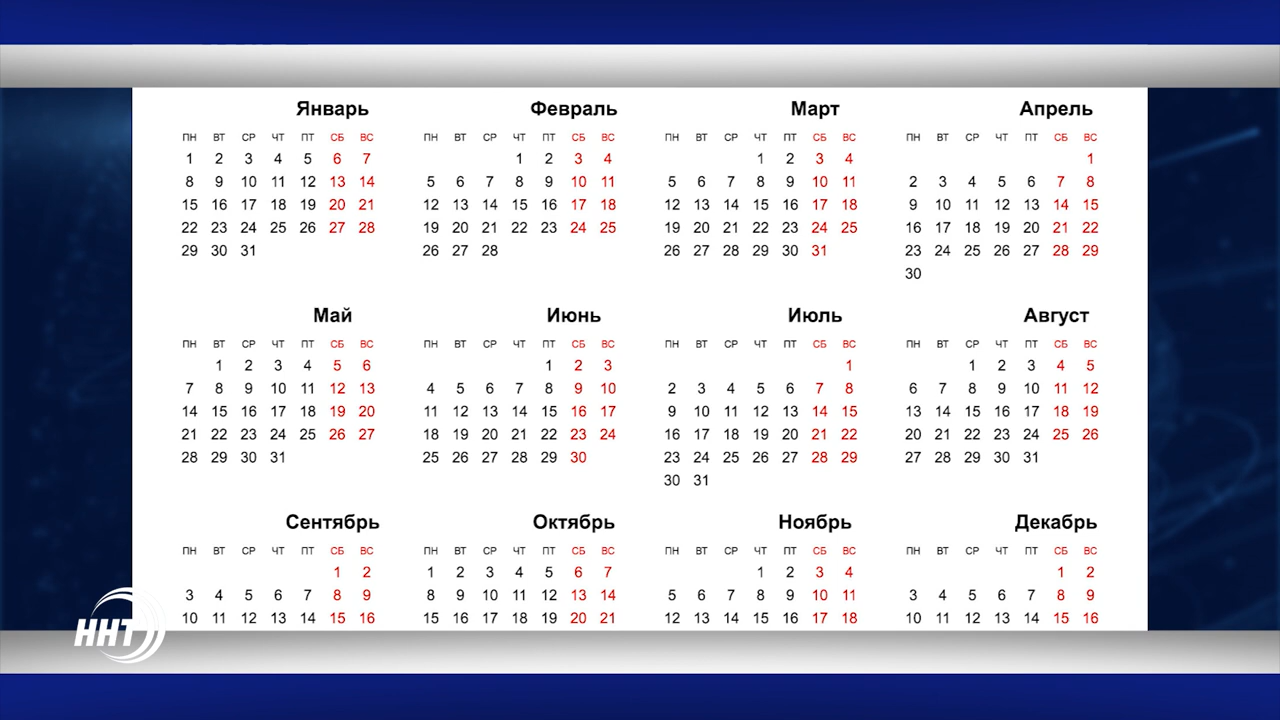 Январь Февраль Март Апрель
ПН ВТ СР ЧТ ПТ СБ ВС ПН ВТ СР ЧТ ПТ СБ ВС ПН ВТ СР ЧТ ПТ СБ ВС ПН ВТ СР ЧТ ПТ СБ ВС
1 2 3 4 5 6 7 1 2 3 4 1 2 3 4 1
8 9 10 11 12 13 14 5 6 7 8 9 10 11 5 6 7 8 9 10 11 2 3 4 5 6 7 8
15 16 17 18 19 20 21 12 13 14 15 16 17 18 12 13 14 15 16 17 18 9 10 11 12 13 14 15
22 23 24 25 26 27 28 19 20 21 22 23 24 25 19 20 21 22 23 24 25 16 17 18 19 20 21 22
29 30 31 26 27 28 26 27 28 29 30 31 23 24 25 26 27 28 29
30
Май Июнь Июль Август
ПН ВТ СР ЧТ ПТ СБ ВС ПН ВТ СР ЧТ ПТ СБ ВС ПН ВТ СР ЧТ ПТ СБ ВС ПН ВТ СР ЧТ ПТ СБ ВС
1 2 3 4 5 6 1 2 3 1 1 2 3 4 5
7 8 9 10 11 12 13 4 5 6 7 8 9 10 2 3 4 5 6 7 8 6 7 8 9 10 11 12
14 15 16 17 18 19 20 11 12 13 14 15 16 17 9 10 11 12 13 14 15 13 14 15 16 17 18 19
21 22 23 24 25 26 27 18 19 20 21 22 23 24 16 17 18 19 20 21 22 20 21 22 23 24 25 26
28 29 30 31 25 26 27 28 29 30 23 24 25 26 27 28 29 27 28 29 30 31
30 31
Сентябрь Октябрь Ноябрь Декабрь
ПН ВТ СР ЧТ ПТ СБ ВС ПН ВТ СР ЧТ ПТ СБ ВС ПН ВТ СР ЧТ ПТ СБ ВС ПН ВТ СР ЧТ ПТ СБ ВС
1 2 1 2 3 4 5 6 7 1 2 3 4 1 2
3 4 5 6 7 8 9 8 9 10 11 12 13 14 5 6 7 8 9 10 11 3 4 5 6 7 8 9
10 11 12 13 14 15 16 15 16 17 18 19 20 21 12 13 14 15 16 17 18 10 11 12 13 14 15 16
ННТ